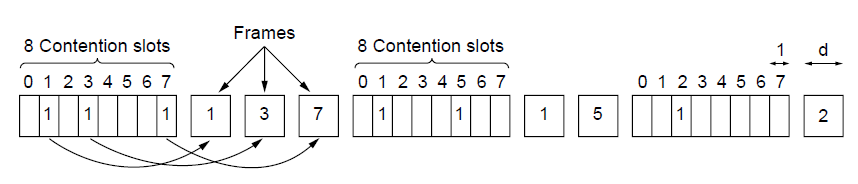 Frames
8 Contention slots
8 Contention slots
1 d
0 1 2 3 4 5 6 7
0 1 2 3 4 5 6 7
0 1 2 3 4 5 6 7
1 1 1 1 3 7 1 1 1 5 1 2